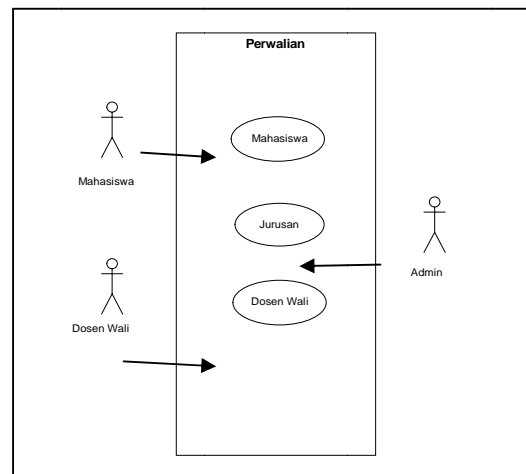 Perwalian
Mahasiswa
Mahasiswa
Jurusan
Admin
Dosen Wali
Dosen Wali